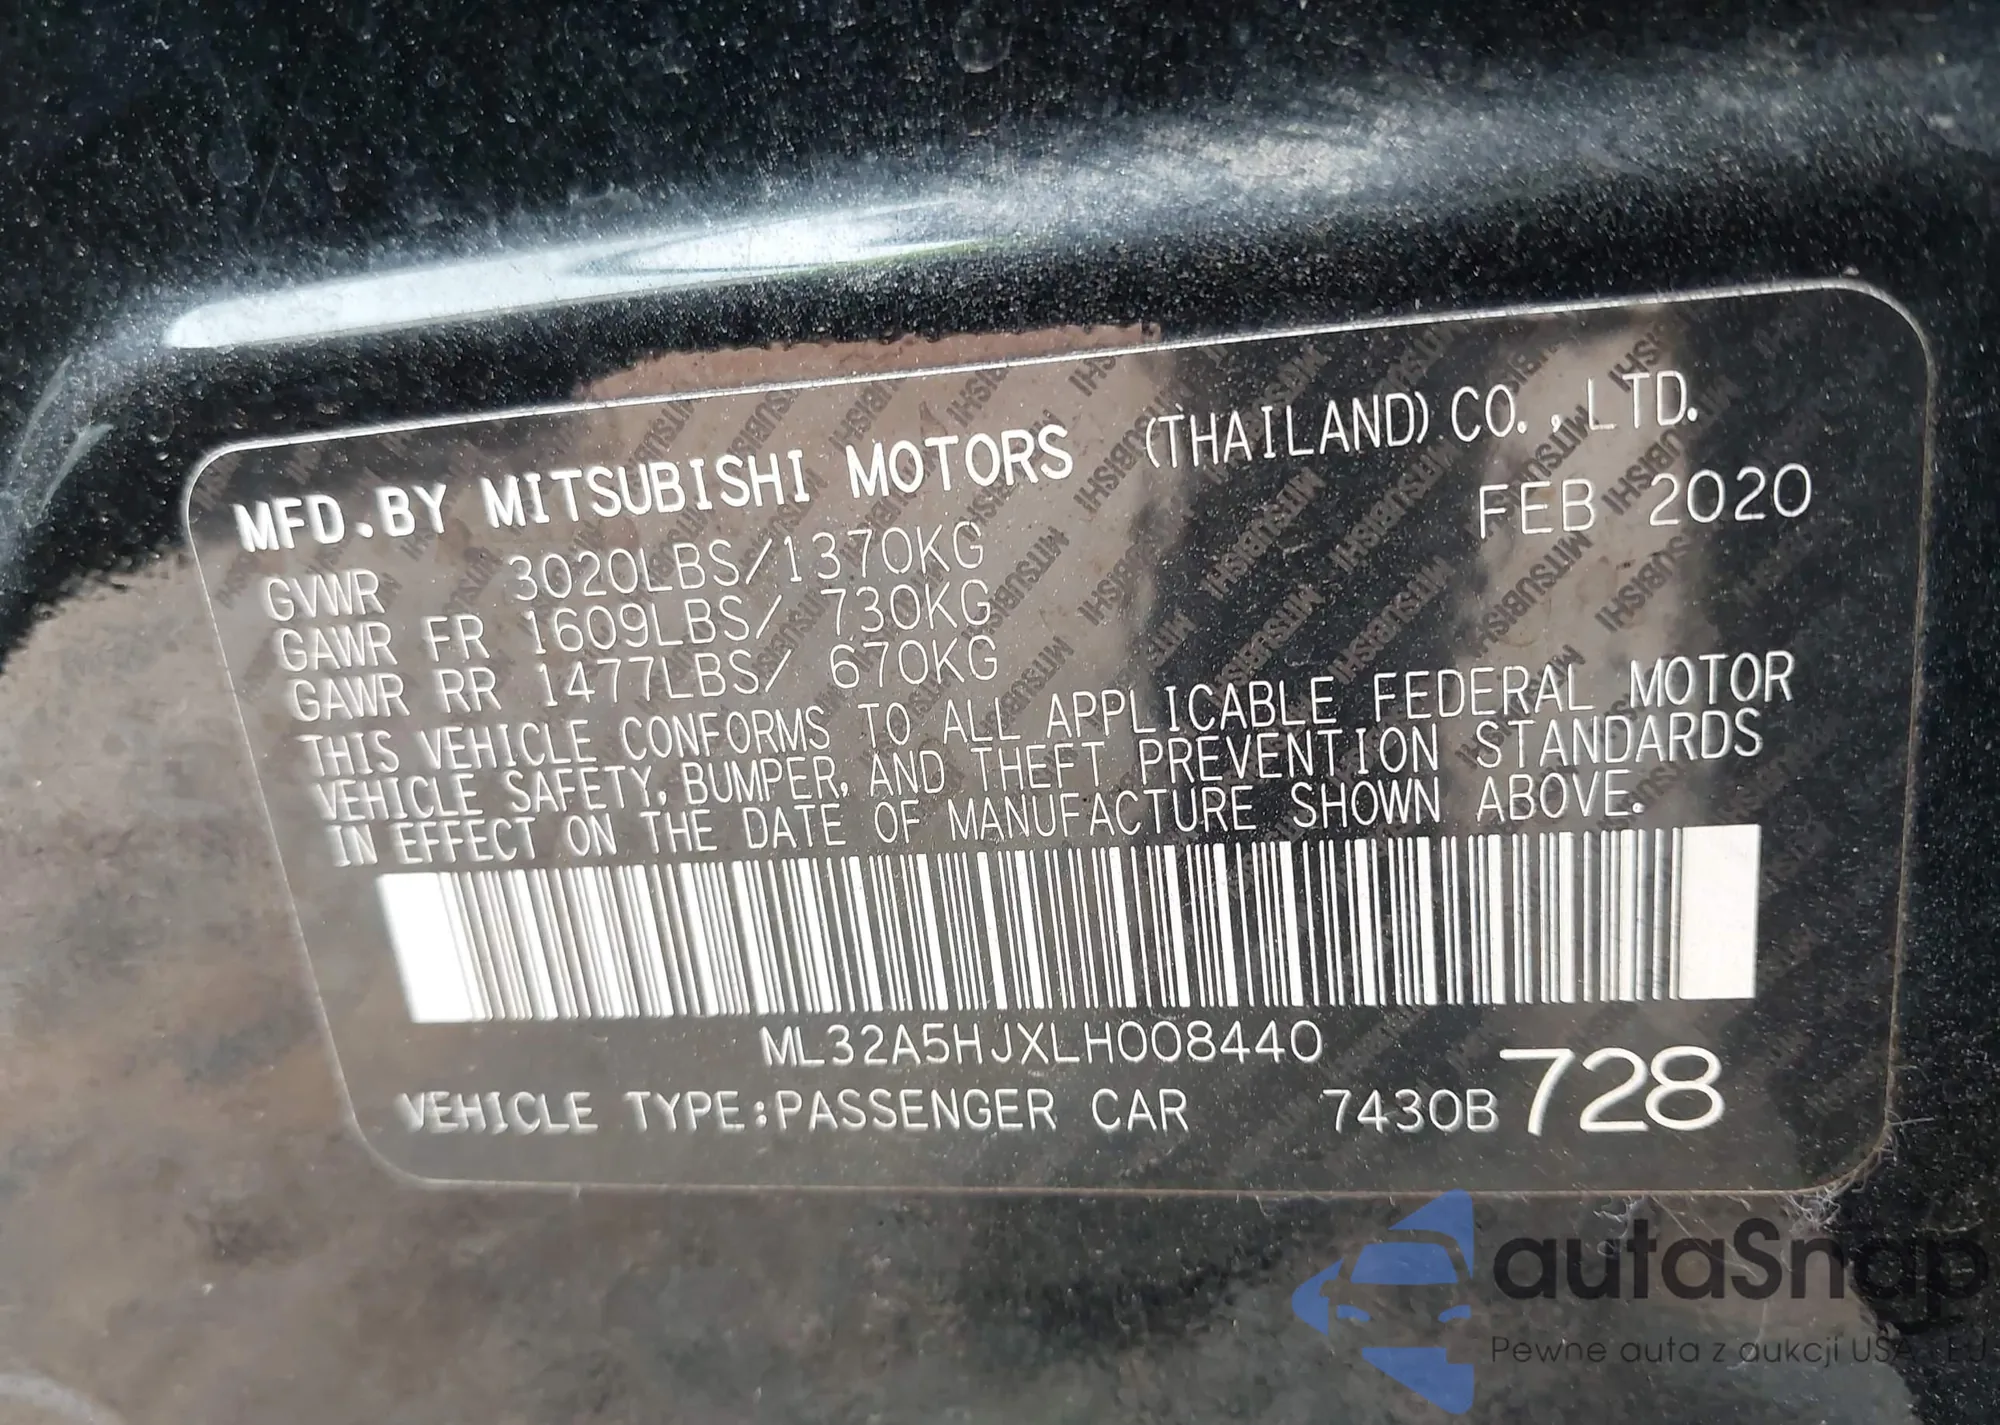 MFD.BY MITSUBISHI MOTORS (THAILAND) CO., LTD.
FEB 2020
GVWR 3020LBS/1370KG
GAWR FR 1609LBS/ 730KG
GAWR RR 1477LBS/ 670KG
THIS VEHICLE CONFORMS TO ALL APPLICABLE FEDERAL MOTOR
VEHICLE SAFETY, BUMPER, AND THEFT PREVENTION STANDARDS
IN EFFECT ON THE DATE OF MANUFACTURE SHOWN ABOVE.
ML32A5HJXLH008440
VEHICLE TYPE:PASSENGER CAR 7430B 728
autaSnap
Pewne auta z aukcji USA i EU